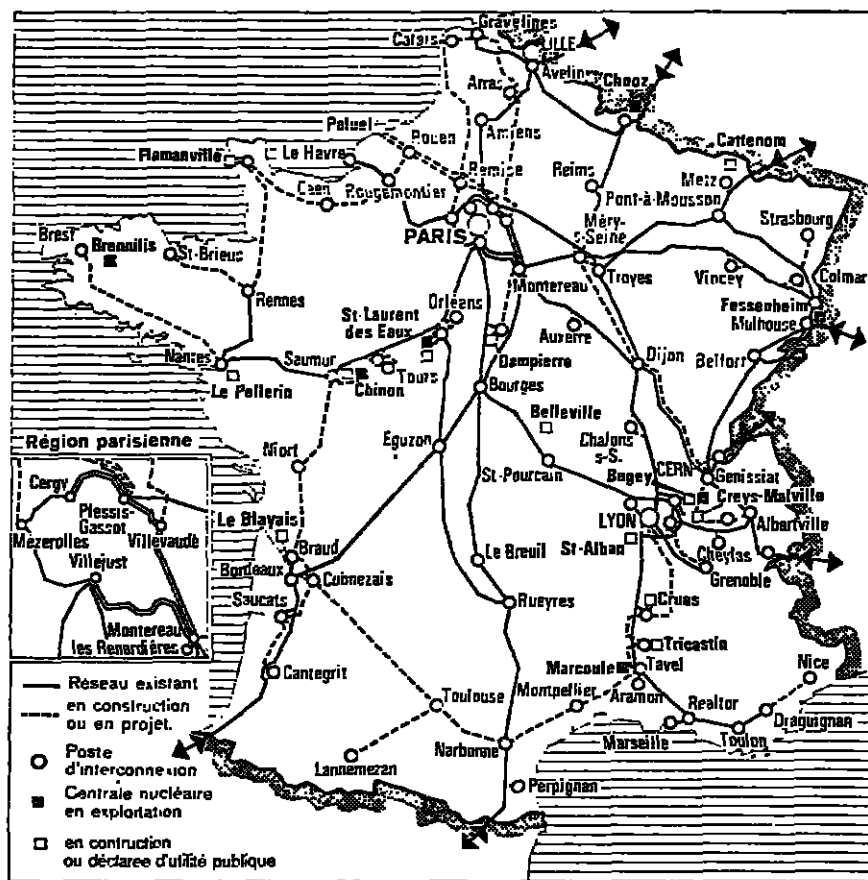 Gravelines
Calais
LILLE
Avelin
Chooz
Arras
Amiens
Paluel
Rouen
Cattenom
Flamanville
Le Havre
Remise
Reims
Metz
Caen
Rougemontier
Pont-à-Mousson
Strasbourg
PARIS
Méry-
s-Seine
Brest
Brennilis
St-Brieuc
Montereau
Troyes
Vincey
Colmar
Rennes
Orléans
Fessenheim
St-Laurent
des Eaux
Auxerre
Mulhouse
Nantes
Saumur
Dampierre
Dijon
Belfort
Le Pellerin
Chinon
Tours
Bourges
Belleville
Région parisienne
Niort
Eguzon
Chalons
s-S.
CERN
St-Pourcain
Bugey
Genissiat
Cergy
Creys-Malville
Plessis-
Gassot
Le Blayais
LYON
Albertville
Mézerolles
Villevaudé
St-Alban
Villejust
Braud
Le Breuil
Cheylas
Bordeaux
Cubnezais
Grenoble
Saucats
Rueyres
Cruas
Montereau
les Renardières
Tricastin
Cantegrit
Marcoule
Tavel
Nice
Réseau existant
Toulouse
Montpellier
Aramon
en construction
ou en projet.
Realtor
Draguignan
Marseille
Toulon
Poste
d'interconnexion
Lannemezan
Narbonne
Centrale nucléaire
en exploitation
Perpignan
en contruction
ou déclarée d'utilité publique